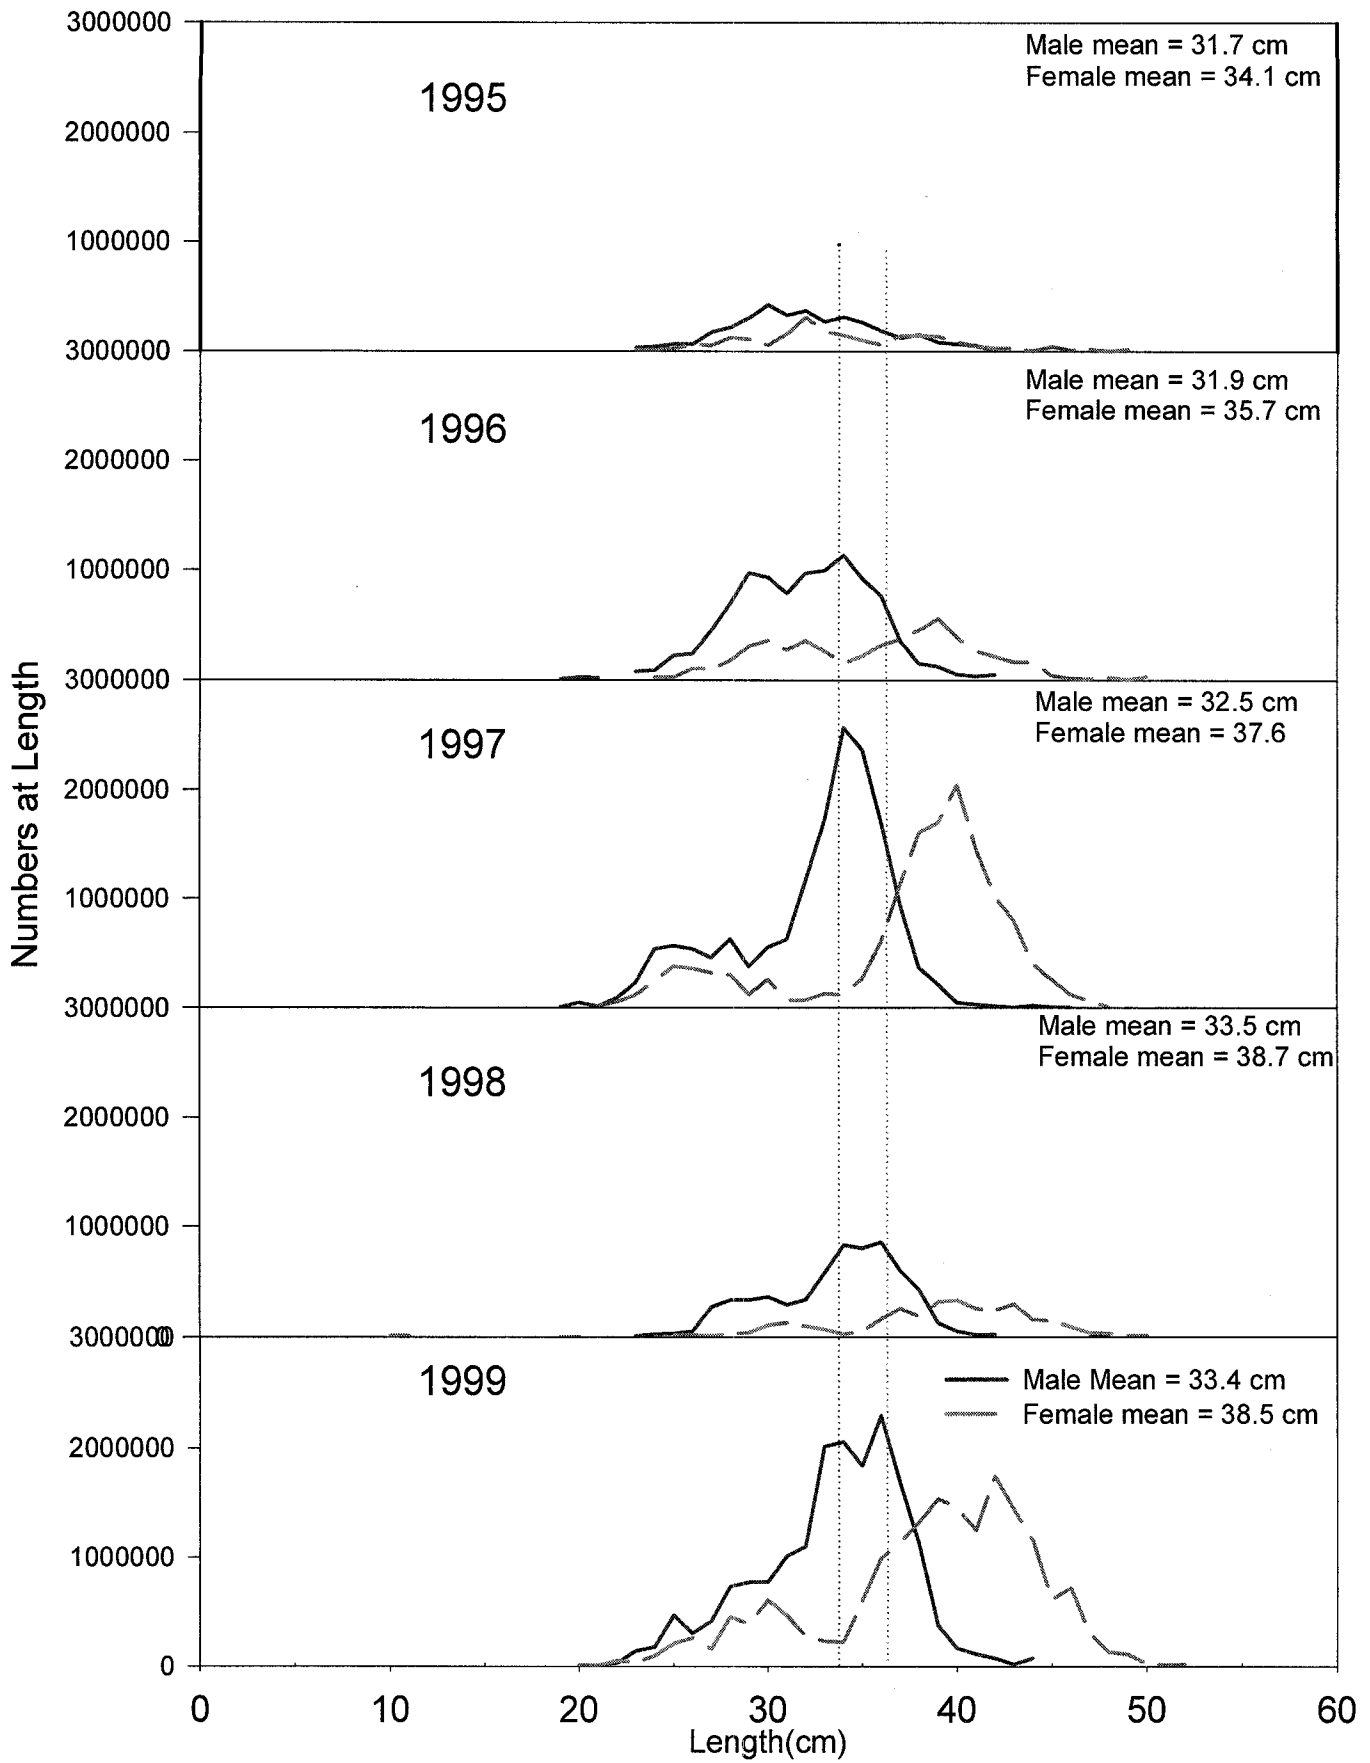 3000000
Male mean = 31.7 cm
Female mean = 34.1 cm
1995
2000000
1000000
3000000
Male mean = 31.9 cm
Female mean = 35.7 cm
1996
2000000
1000000
3000000
Male mean = 32.5 cm
Female mean = 37.6
1997
2000000
1000000
3000000
Male mean = 33.5 cm
Female mean = 38.7 cm
1998
2000000
1000000
3000000
0
1999
Male Mean = 33.4 cm
Female mean = 38.5 cm
2000000
1000000
0
0 10 20 30 40 50 60
Length(cm)
Numbers at Length